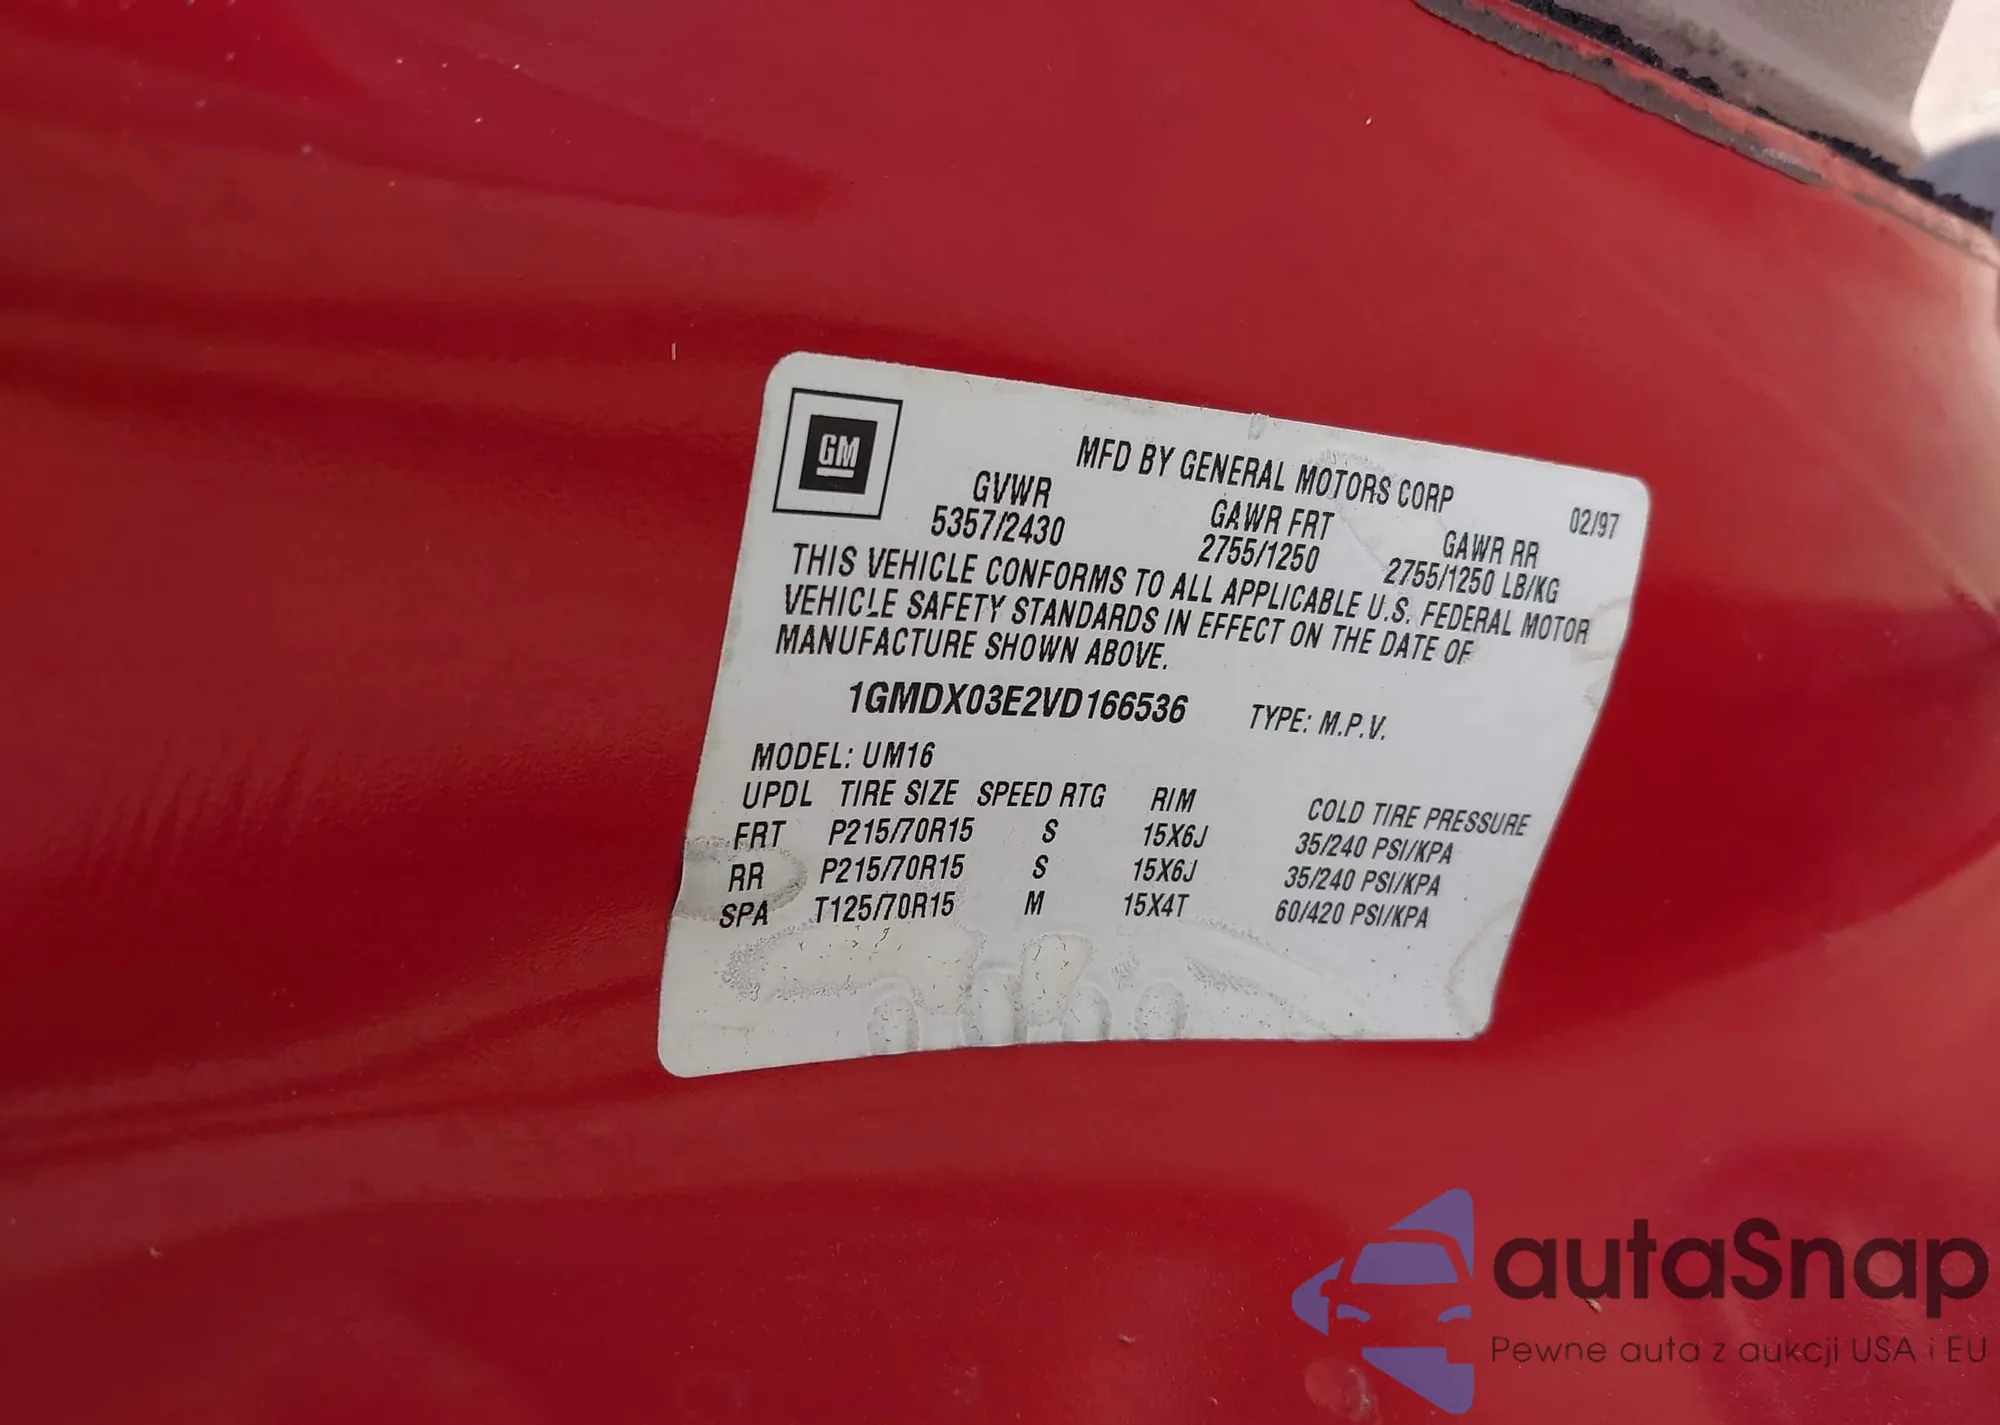 GM
MFD BY GENERAL MOTORS CORP
02/97
GVWR GAWR FRT GAWR RR
5357/2430 2755/1250 2755/1250 LB/KG
THIS VEHICLE CONFORMS TO ALL APPLICABLE U.S. FEDERAL MOTOR
VEHICLE SAFETY STANDARDS IN EFFECT ON THE DATE OF
MANUFACTURE SHOWN ABOVE.
1GMDX03E2VD166536 TYPE: M.P.V.
MODEL: UM16
UPDL TIRE SIZE SPEED RTG RIM COLD TIRE PRESSURE
FRT P215/70R15 S 15X6J 35/240 PSI/KPA
RR P215/70R15 S 15X6J 35/240 PSI/KPA
SPA T125/70R15 M 15X4T 60/420 PSI/KPA
autaSnap
Pewne auta z aukcji USA i EU